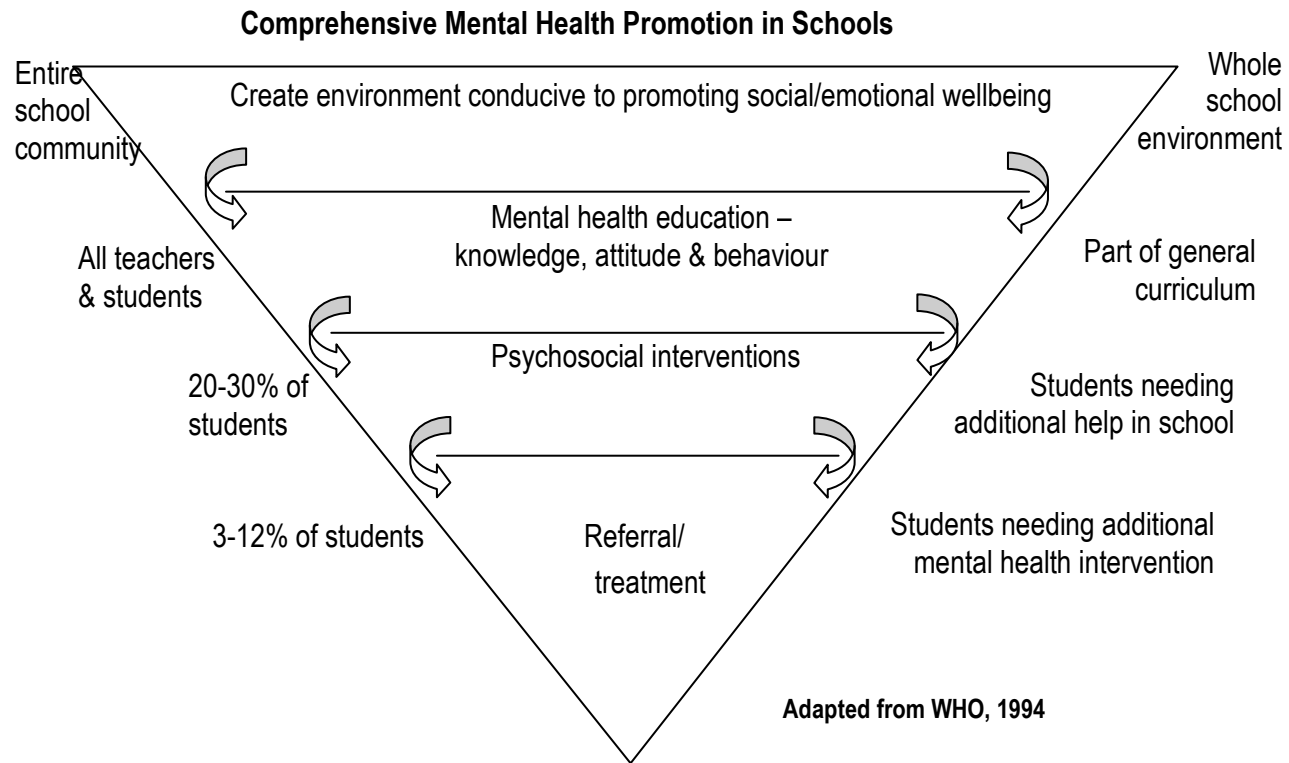 Comprehensive Mental Health Promotion in Schools
Entire
school
community
Create environment conducive to promoting social/emotional wellbeing
Whole
school
environment
All teachers
& students
Mental health education –
knowledge, attitude & behaviour
Part of general
curriculum
20-30% of
students
Psychosocial interventions
Students needing
additional help in school
3-12% of students
Referral/
treatment
Students needing additional
mental health intervention
Adapted from WHO, 1994